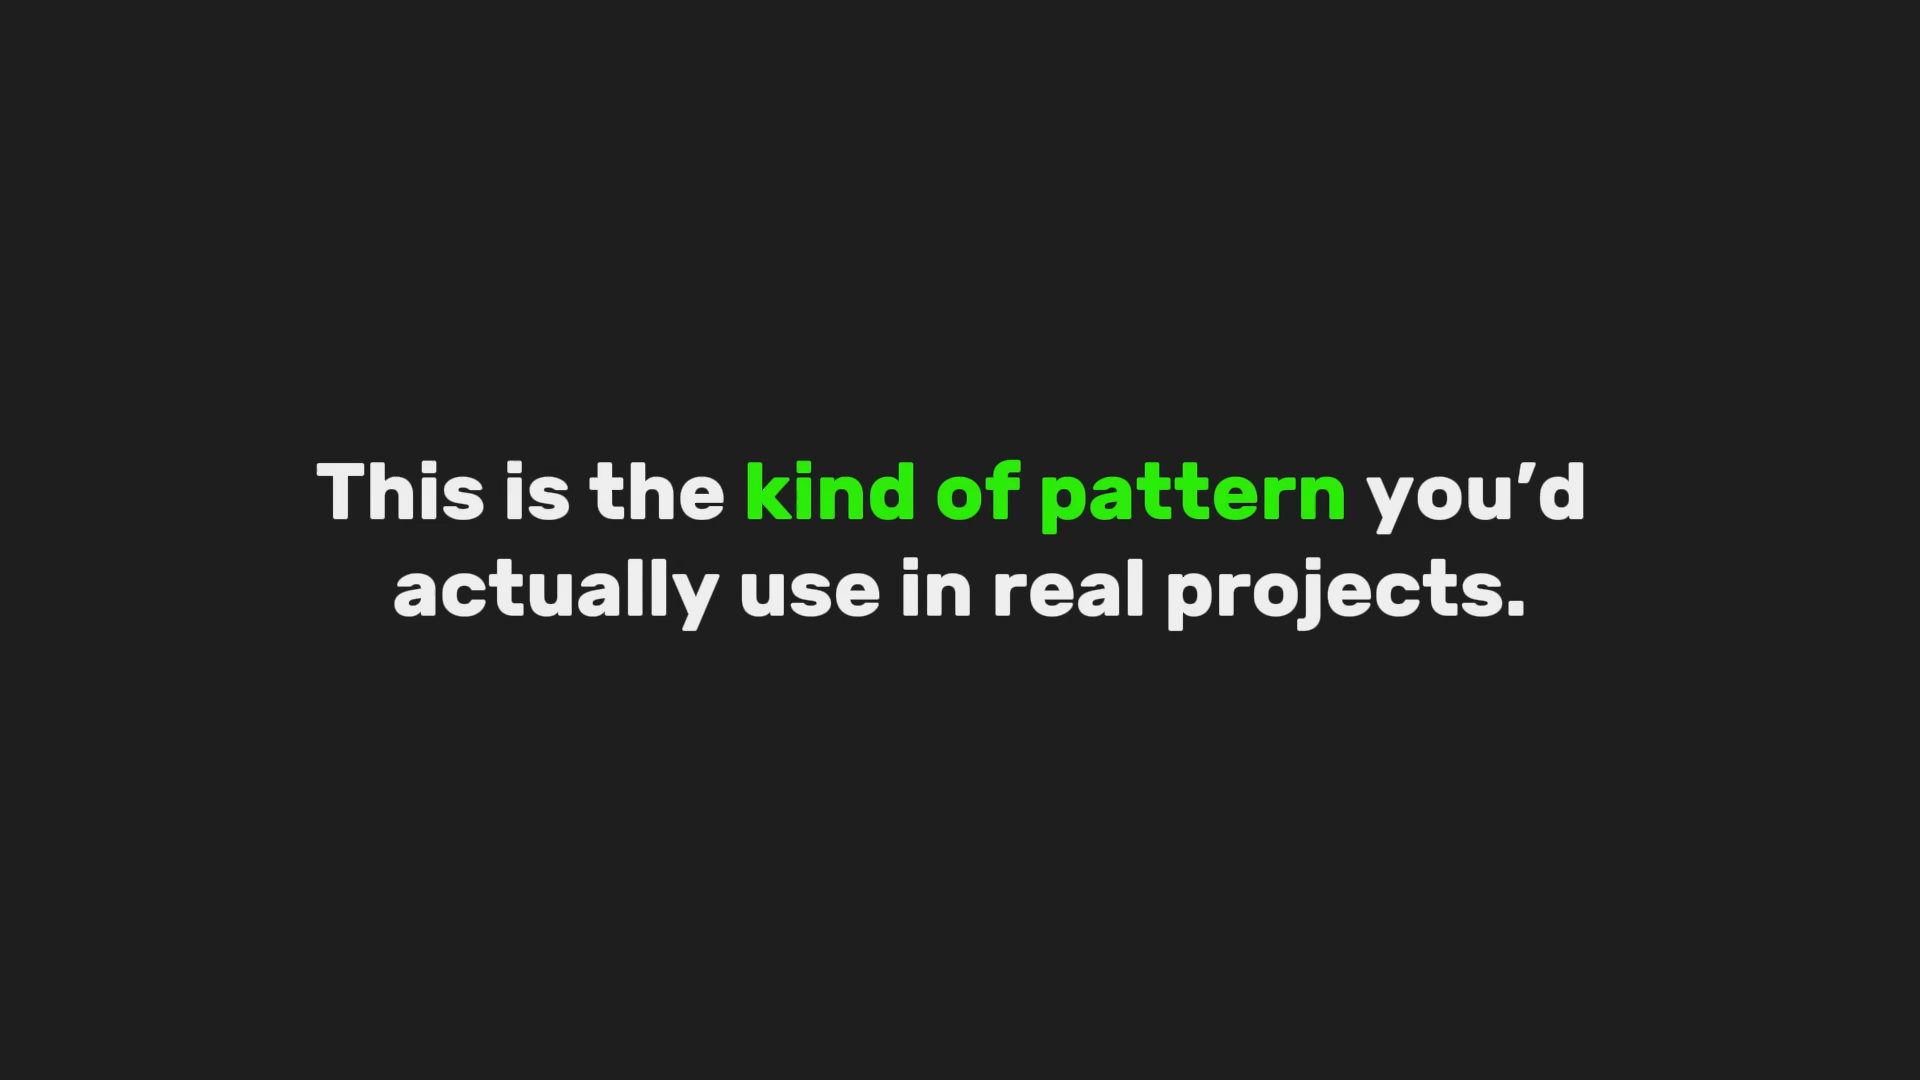 This is the kind of pattern you’d
actually use in real projects.